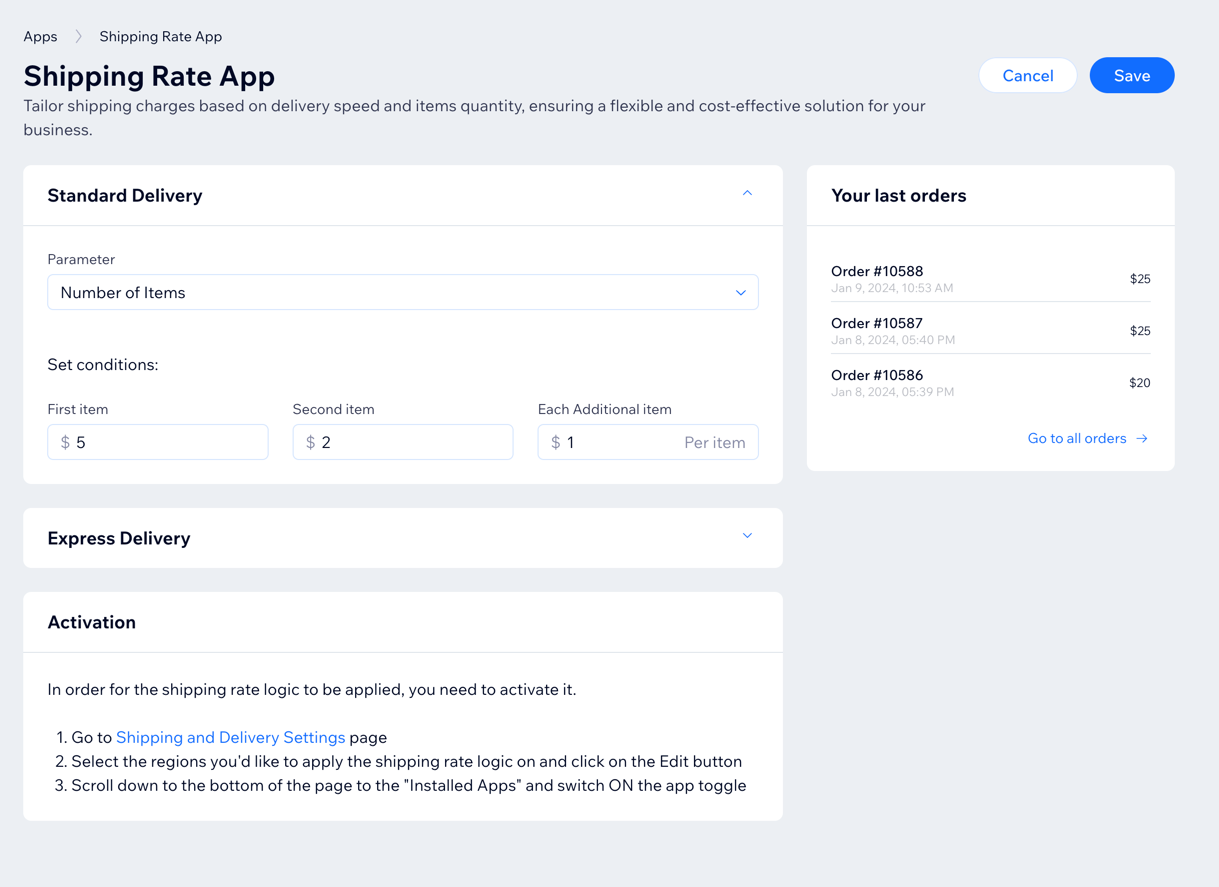 Apps
Shipping Rate App
Shipping Rate App
Cancel
Save
Tailor shipping charges based on delivery speed and items quantity, ensuring a flexible and cost-effective solution for your
business.
Standard Delivery
Parameter
Number of Items
Set conditions:
First item
Second item
Each Additional item
$ 5
$ 2
$ 1 Per item
Express Delivery
Activation
In order for the shipping rate logic to be applied, you need to activate it.
1. Go to Shipping and Delivery Settings page
2. Select the regions you'd like to apply the shipping rate logic on and click on the Edit button
3. Scroll down to the bottom of the page to the "Installed Apps" and switch ON the app toggle
Your last orders
Order #10588
Jan 9, 2024, 10:53 AM
$25
Order #10587
Jan 8, 2024, 05:40 PM
$25
Order #10586
Jan 8, 2024, 05:39 PM
$20
Go to all orders →